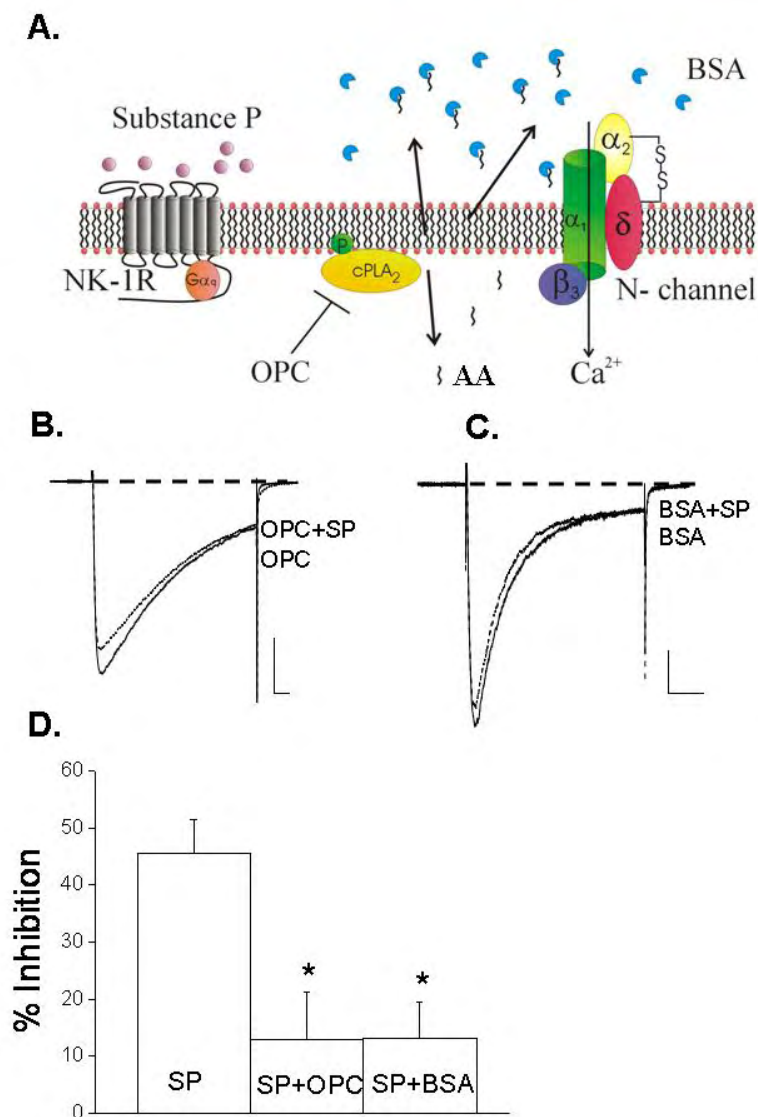 A.
BSA
Substance P
α2
S
S
α1
δ
P
cPLA2
NK-1R
Gαq
β3
N- channel
OPC
AA
Ca2+
B.
C.
OPC+SP
OPC
BSA+SP
BSA
D.
% Inhibition
60
50
40
30
20
10
0
SP
SP+OPC
SP+BSA
*
*